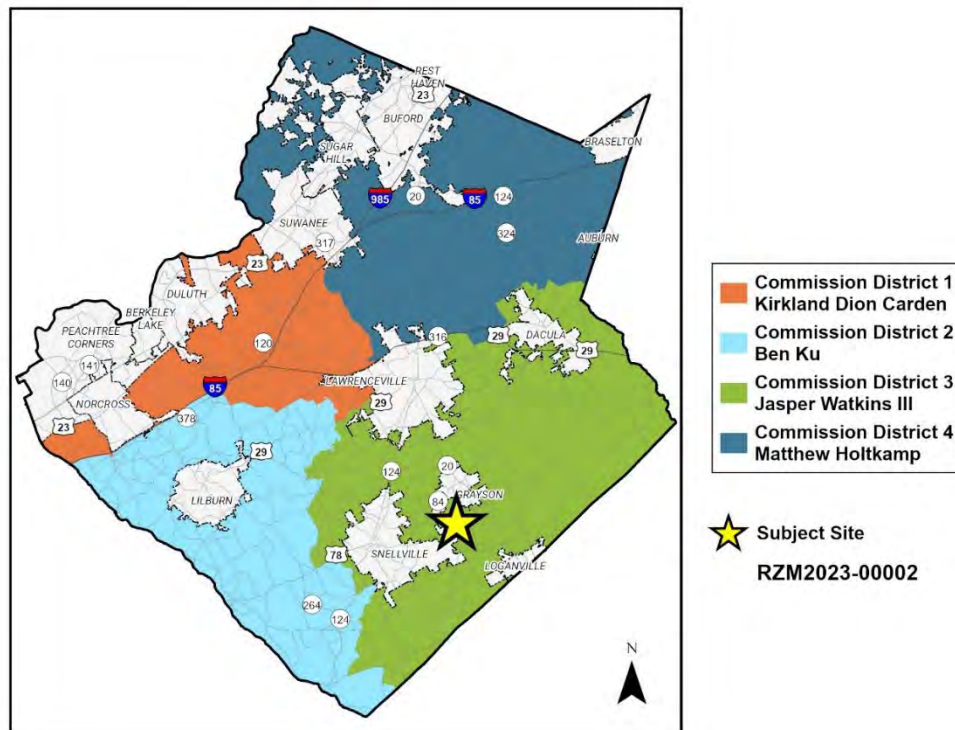 REST
HAVEN
23
BUFORD
BRASELTON
SUGAR
HILL
985
20
85
124
SUWANEE
317
324
AUBURN
23
DULUTH
BERKELEY
LAKE
PEACHTREE
CORNERS
141
140
120
316
29
DACULA
29
LAWRENCEVILLE
85
29
NORCROSS
378
23
29
LILBURN
124
20
84
GRAYSON
78
SNELLVILLE
LOGANVILLE
264
124
N
Commission District 1
Kirkland Dion Carden
Commission District 2
Ben Ku
Commission District 3
Jasper Watkins III
Commission District 4
Matthew Holtkamp
Subject Site
RZM2023-00002